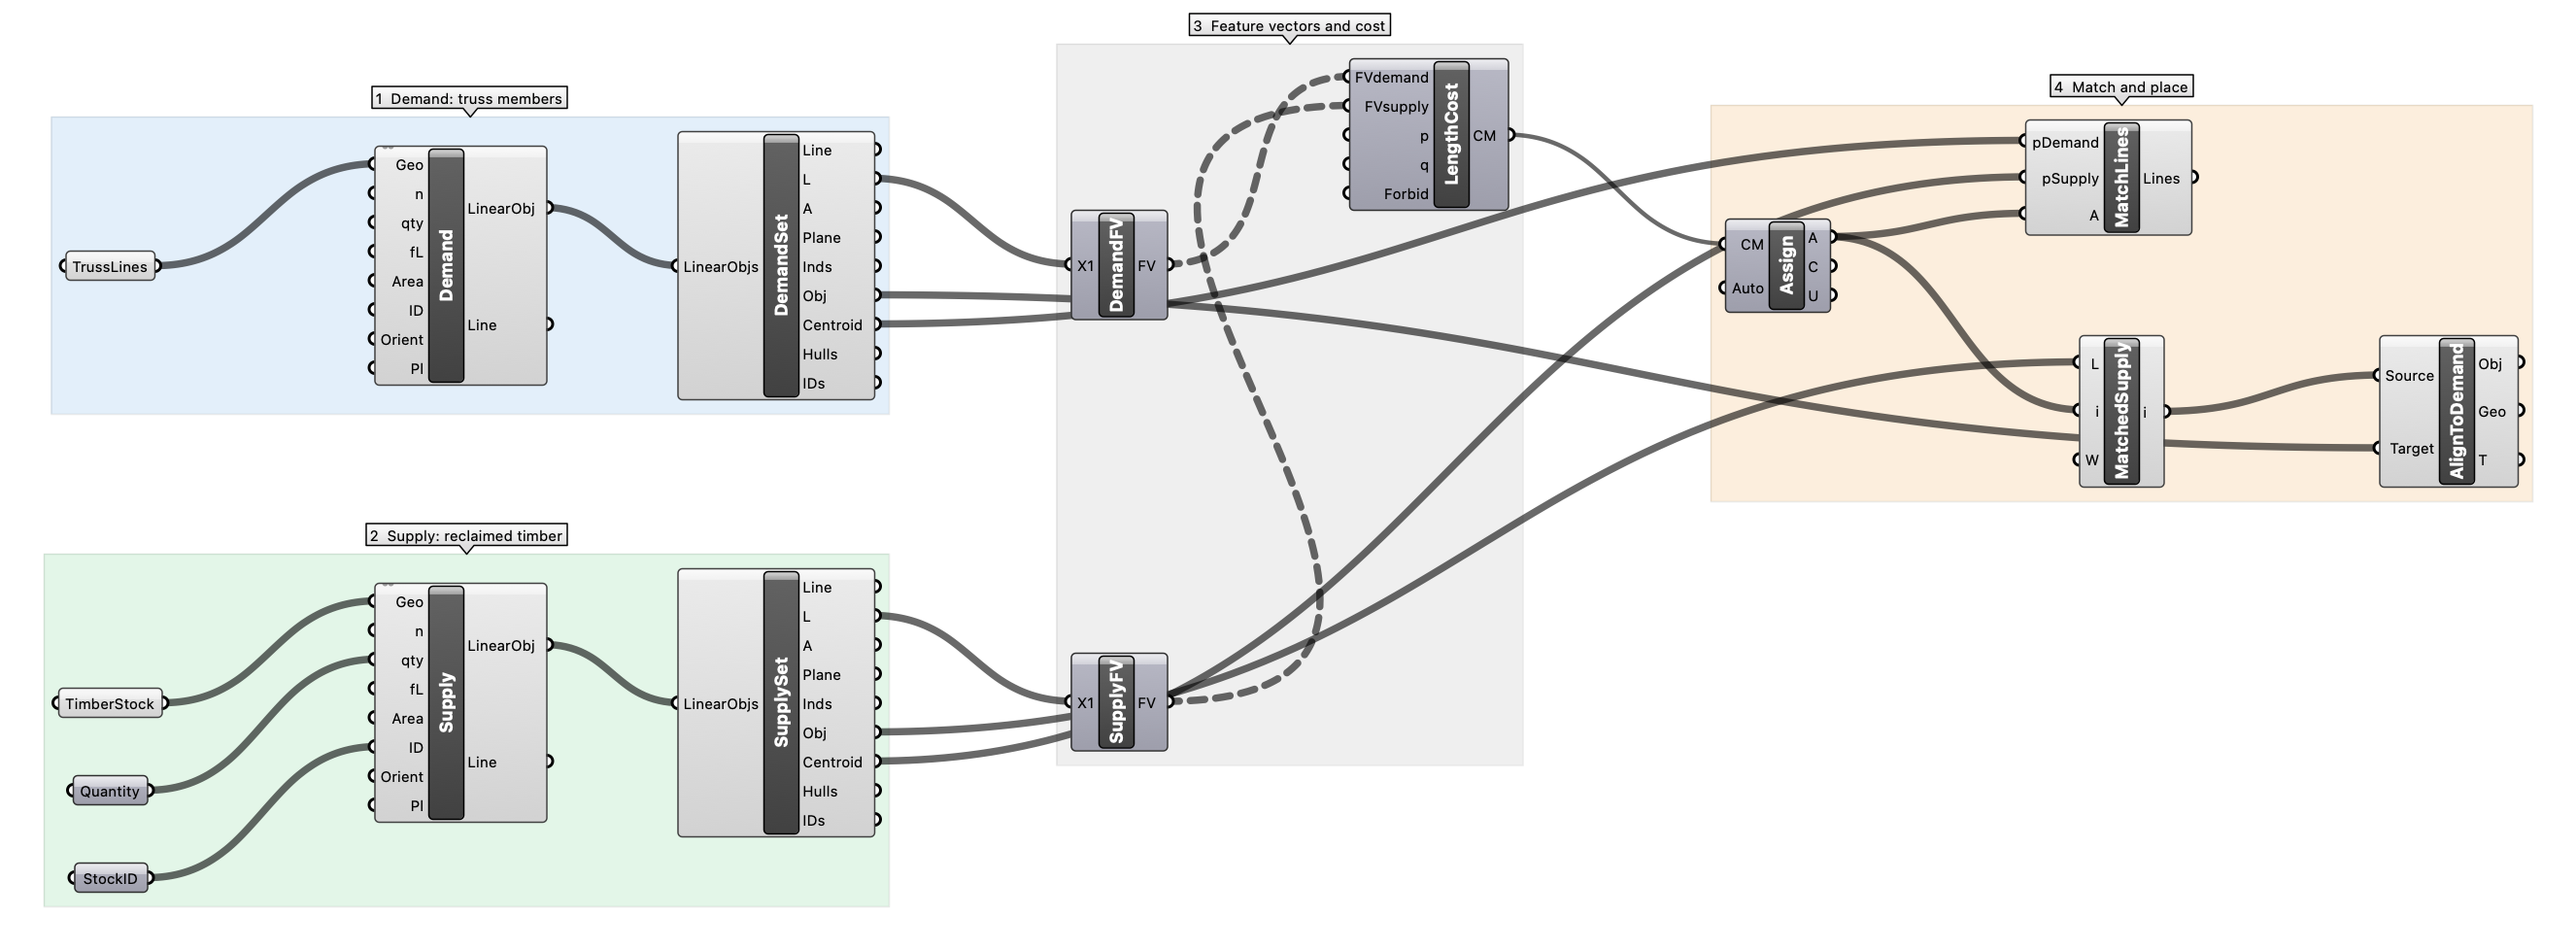 3 Feature vectors and cost
1 Demand: truss members
4 Match and place
TrussLines
Geo
n
qty
fL
Area
ID
Orient
Pl
Demand
LinearObj
Line
LinearObjs
DemandSet
Line
L
A
Plane
Inds
Obj
Centroid
Hulls
IDs
X1
DemandFV
FV
FVdemand
FVsupply
p
q
Forbid
LengthCost
CM
CM
Auto
Assign
A
C
U
pDemand
pSupply
A
MatchLines
Lines
L
i
W
MatchedSupply
i
Source
Target
AlignToDemand
Obj
Geo
T
2 Supply: reclaimed timber
TimberStock
Quantity
StockID
Geo
n
qty
fL
Area
ID
Orient
Pl
Supply
LinearObj
Line
LinearObjs
SupplySet
Line
L
A
Plane
Inds
Obj
Centroid
Hulls
IDs
X1
SupplyFV
FV